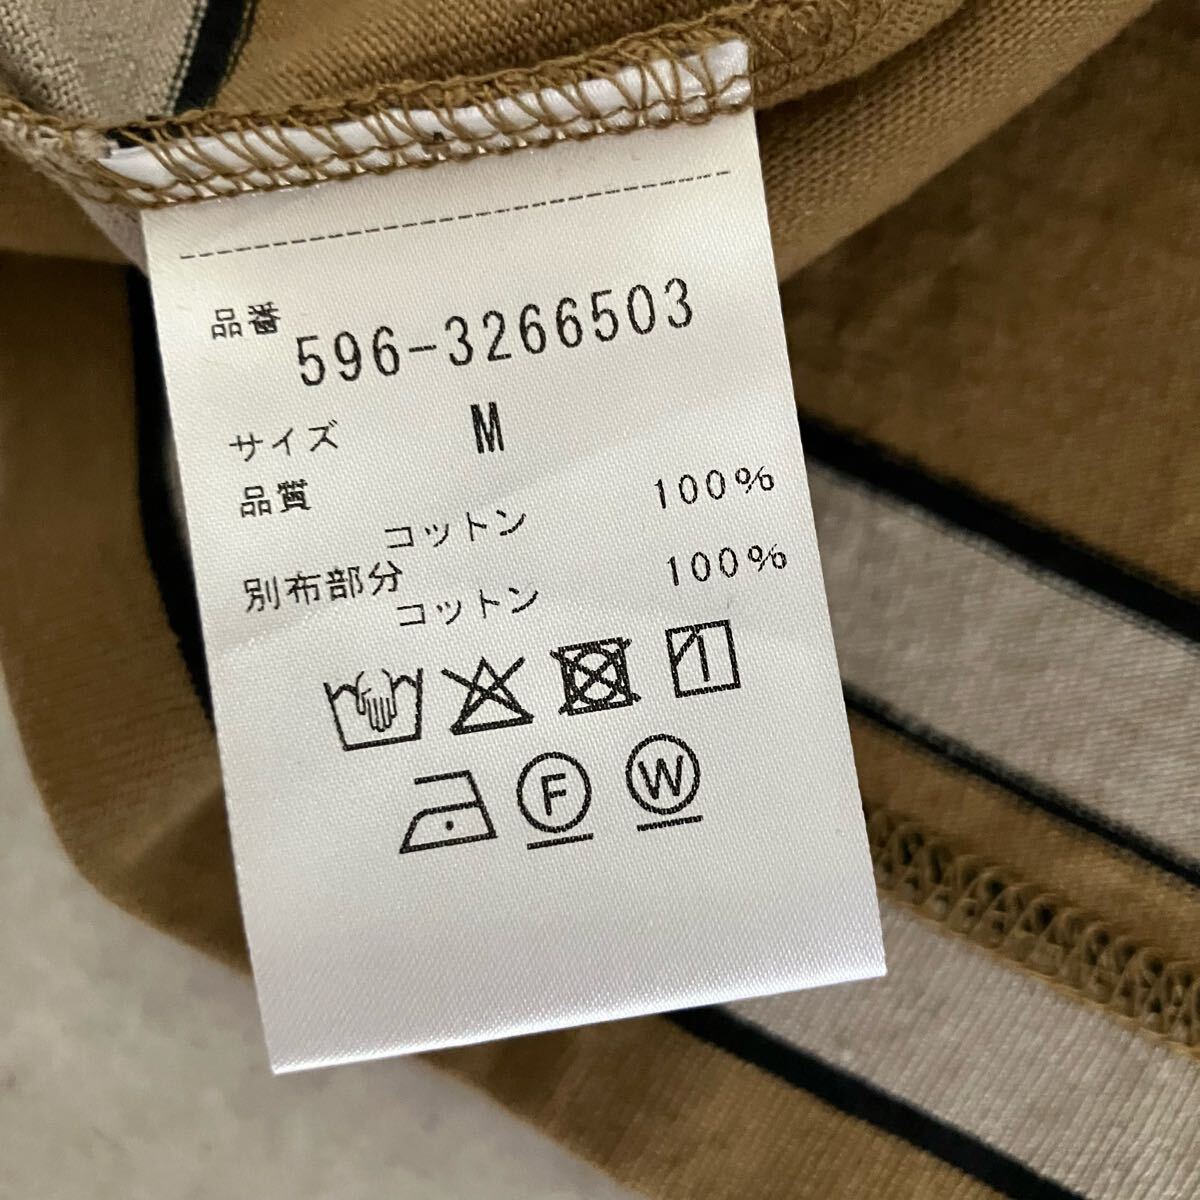 品番 596-3266503
サイズ M
品質
コットン 100%
別布部分
コットン 100%
F W